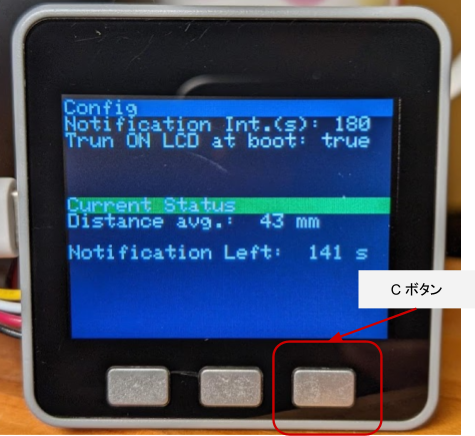 Config
Notification Int.(s): 180
Trun ON LCD at boot: true
Current Status
Distance avg.: 43 mm
Notification Left: 141 s
C ボタン